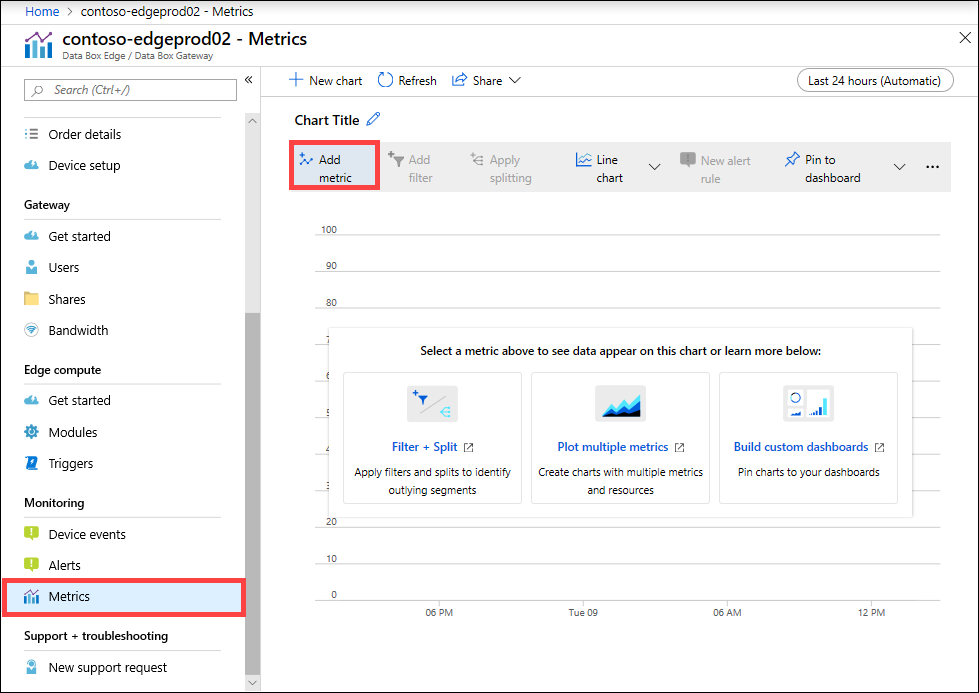 Home > contoso-edgeprod02 - Metrics
contoso-edgeprod02 - Metrics
Data Box Edge / Data Box Gateway
Search (Ctrl+/)
«
Order details
Device setup
Gateway
Get started
Users
Shares
Bandwidth
Edge compute
Get started
Modules
Triggers
Monitoring
Device events
Alerts
Metrics
Support + troubleshooting
New support request
New chart
Refresh
Share
Last 24 hours (Automatic)
Chart Title
Add
metric
Add
filter
Apply
splitting
Line
chart
New alert
rule
Pin to
dashboard
...
100
90
80
Select a metric above to see data appear on this chart or learn more below:
Filter + Split
Apply filters and splits to identify
outlying segments
Plot multiple metrics
Create charts with multiple metrics
and resources
Build custom dashboards
Pin charts to your dashboards
20
10
0
06 PM
Tue 09
06 AM
12 PM